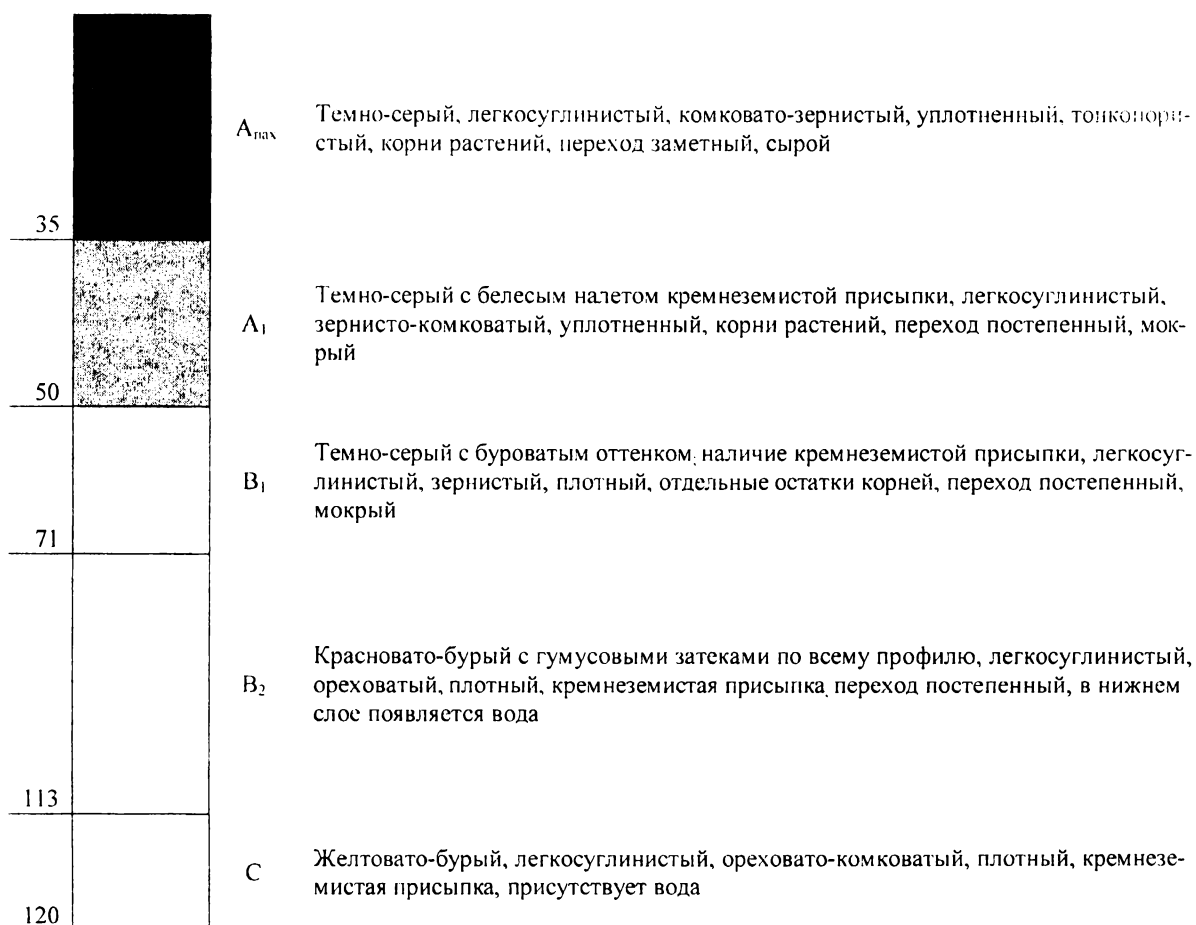 Aпах
Темно-серый, легкосуглинистый, комковато-зернистый, уплотненный, тонкопори-
стый, корни растений, переход заметный, сырой
35
A1
Темно-серый с белесым налетом кремнеземистой присыпки, легкосуглинистый,
зернисто-комковатый, уплотненный, корни растений, переход постепенный, мок-
рый
50
B1
Темно-серый с буроватым оттенком, наличие кремнеземистой присыпки, легкосуг-
линистый, зернистый, плотный, отдельные остатки корней, переход постепенный,
мокрый
71
B2
Красновато-бурый с гумусовыми затеками по всему профилю, легкосуглинистый,
ореховатый, плотный, кремнеземистая присыпка, переход постепенный, в нижнем
слое появляется вода
113
C
Желтовато-бурый, легкосуглинистый, ореховато-комковатый, плотный, кремнезе-
мистая присыпка, присутствует вода
120